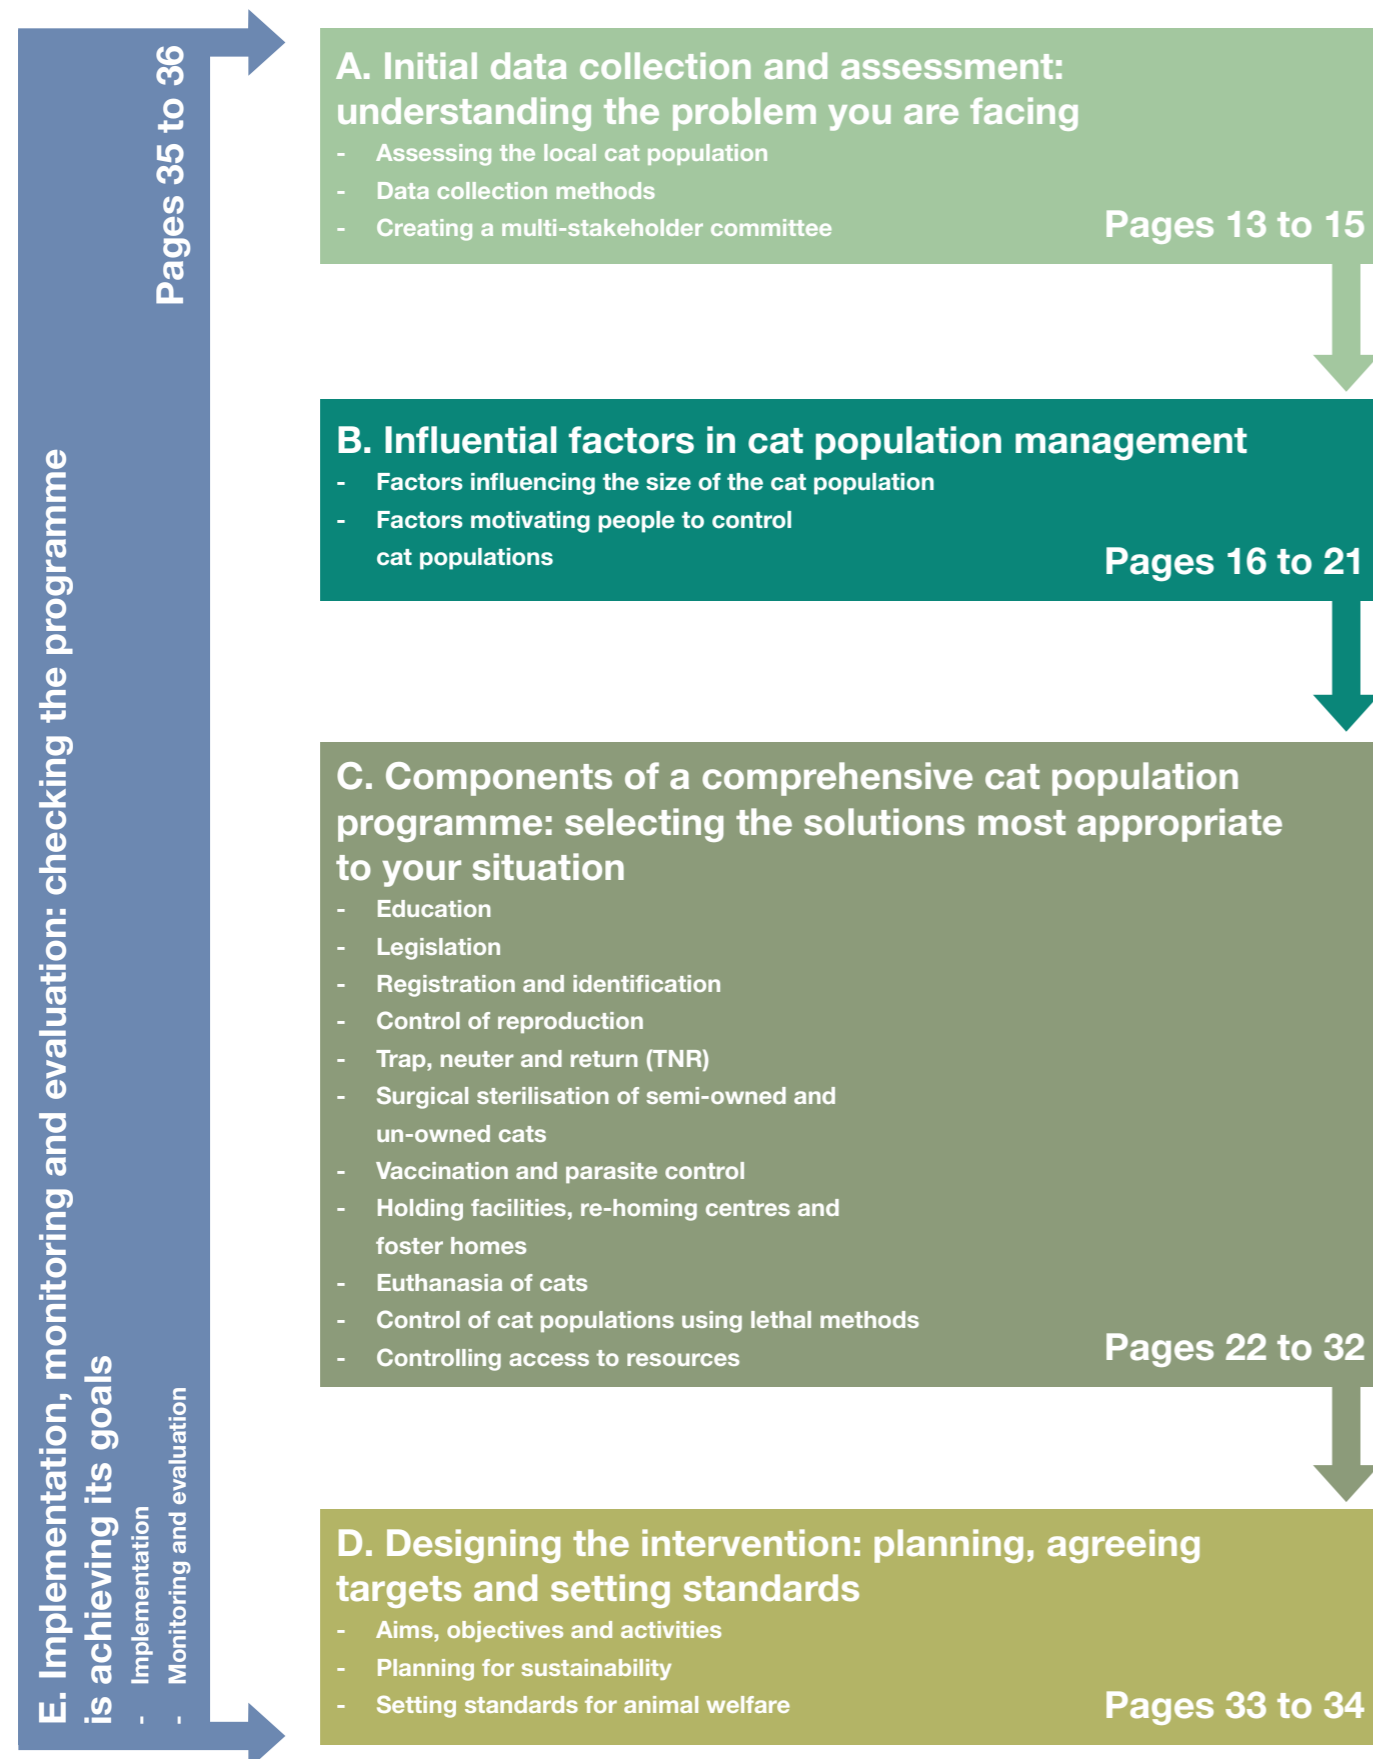 A. Initial data collection and assessment:
understanding the problem you are facing
- Assessing the local cat population
- Data collection methods
- Creating a multi-stakeholder committee
Pages 13 to 15
B. Influential factors in cat population management
- Factors influencing the size of the cat population
- Factors motivating people to control
cat populations
Pages 16 to 21
C. Components of a comprehensive cat population
programme: selecting the solutions most appropriate
to your situation
- Education
- Legislation
- Registration and identification
- Control of reproduction
- Trap, neuter and return (TNR)
- Surgical sterilisation of semi-owned and
un-owned cats
- Vaccination and parasite control
- Holding facilities, re-homing centres and
foster homes
- Euthanasia of cats
- Control of cat populations using lethal methods
- Controlling access to resources
Pages 22 to 32
D. Designing the intervention: planning, agreeing
targets and setting standards
- Aims, objectives and activities
- Planning for sustainability
- Setting standards for animal welfare
Pages 33 to 34
E. Implementation, monitoring and evaluation: checking the programme
is achieving its goals
- Implementation
- Monitoring and evaluation
Pages 35 to 36